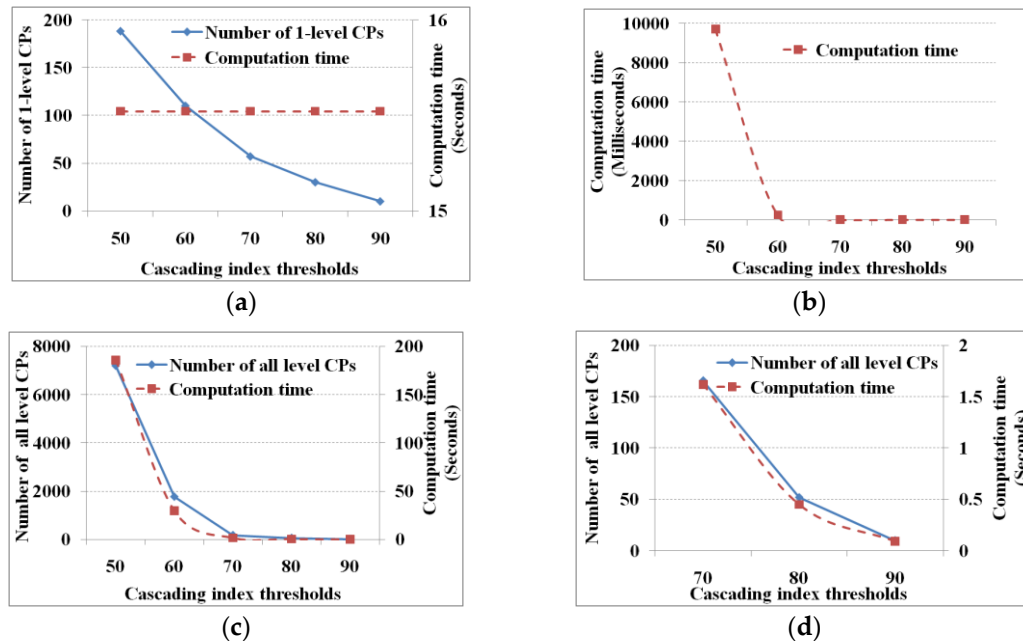 Number of 1-level CPs
200
150
100
50
0
Number of 1-level CPs
Computation time
16
15
Computation time
(Seconds)
50 60 70 80 90
Cascading index thresholds
(a)
Computation time
(Milliseconds)
10000
8000
6000
4000
2000
0
Computation time
50 60 70 80 90
Cascading index thresholds
(b)
Number of all level CPs
8000
6000
4000
2000
0
Number of all level CPs
Computation time
200
150
100
50
0
Computation time
(Seconds)
50 60 70 80 90
Cascading index thresholds
(c)
Number of all level CPs
200
150
100
50
0
Number of all level CPs
Computation time
2
1.5
1
0.5
0
Computation time
(Seconds)
70 80 90
Cascading index thresholds
(d)